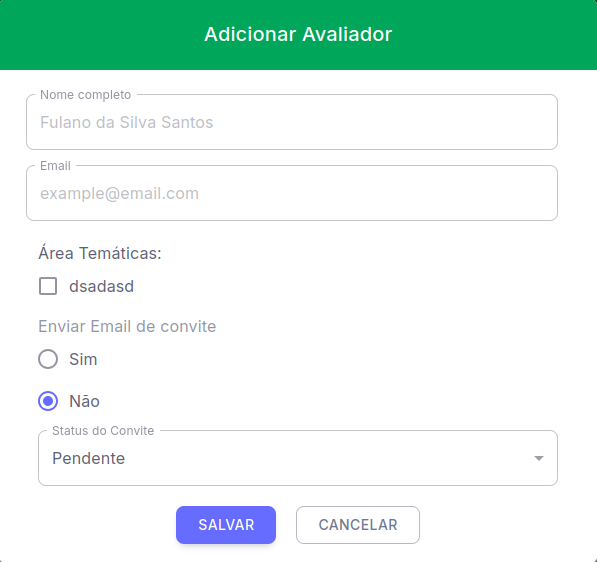 Adicionar Avaliador
Nome completo
Fulano da Silva Santos
Email
example@email.com
Área Temáticas:
dsadasd
Enviar Email de convite
Sim
Não
Status do Convite
Pendente
SALVAR
CANCELAR